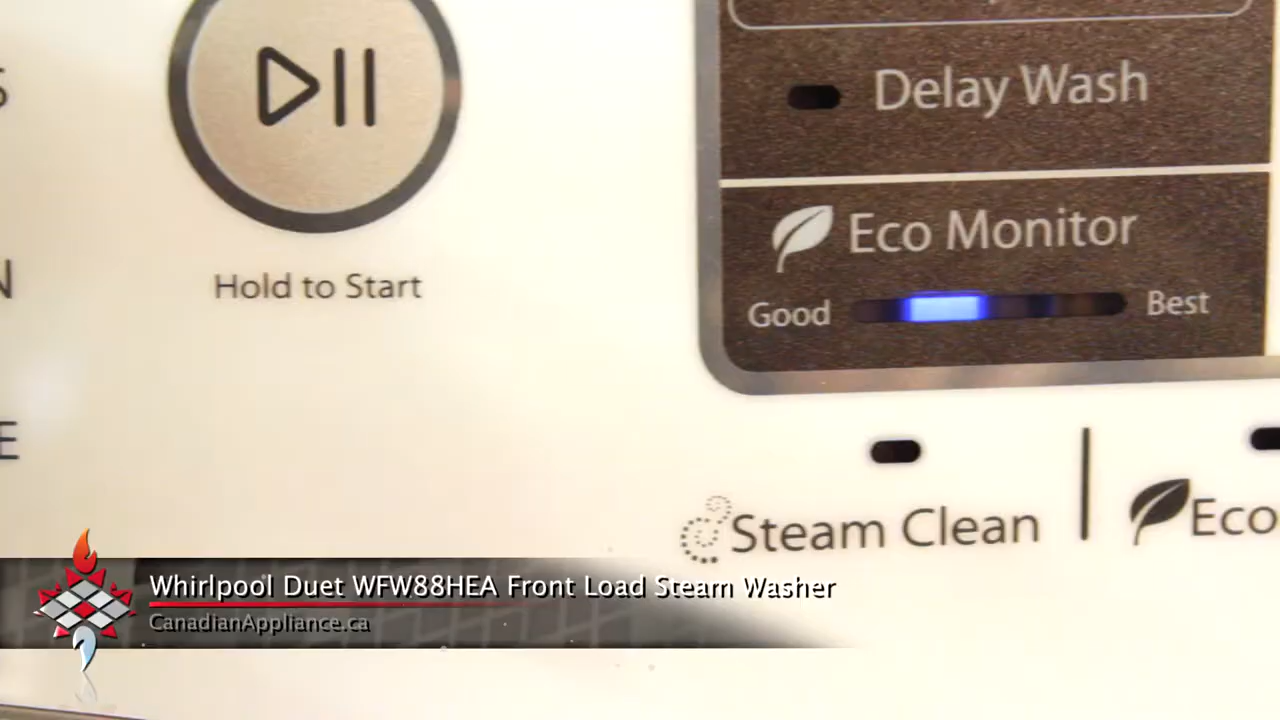 Delay Wash
Eco Monitor
Good
Best
Hold to Start
S
N
E
Steam Clean
Eco
Whirlpool Duet WFW88HEA Front Load Steam Washer
CanadianAppliance.ca